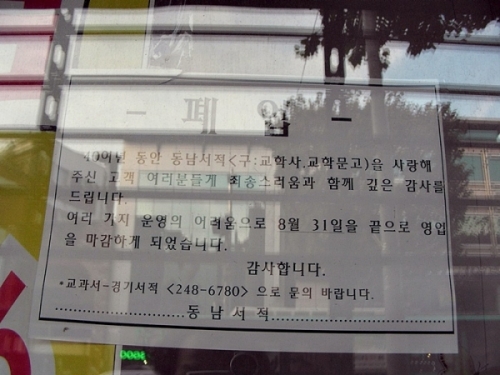 - 폐 업 -
40여년 동안 동남서적<구:교학사.교학문고)을 사랑해
주신 고객 여러분들게 죄송스러움과 함께 깊은 감사를
드립니다.
여러 가지 운영의 어려움으로 8월 31일을 끝으로 영업
을 마감하게 되었습니다.
감사합니다.
*교과서-경기서적 <248-6780> 으로 문의 바랍니다.
동 남 서 적